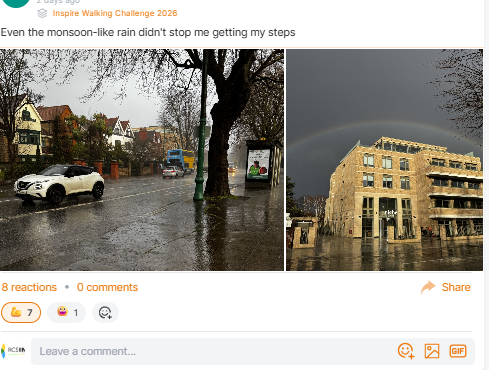 2 days ago
Inspire Walking Challenge 2026
Even the monsoon-like rain didn't stop me getting my steps
8 reactions • 0 comments
Share
7
1
RCSI
Leave a comment...
GIF